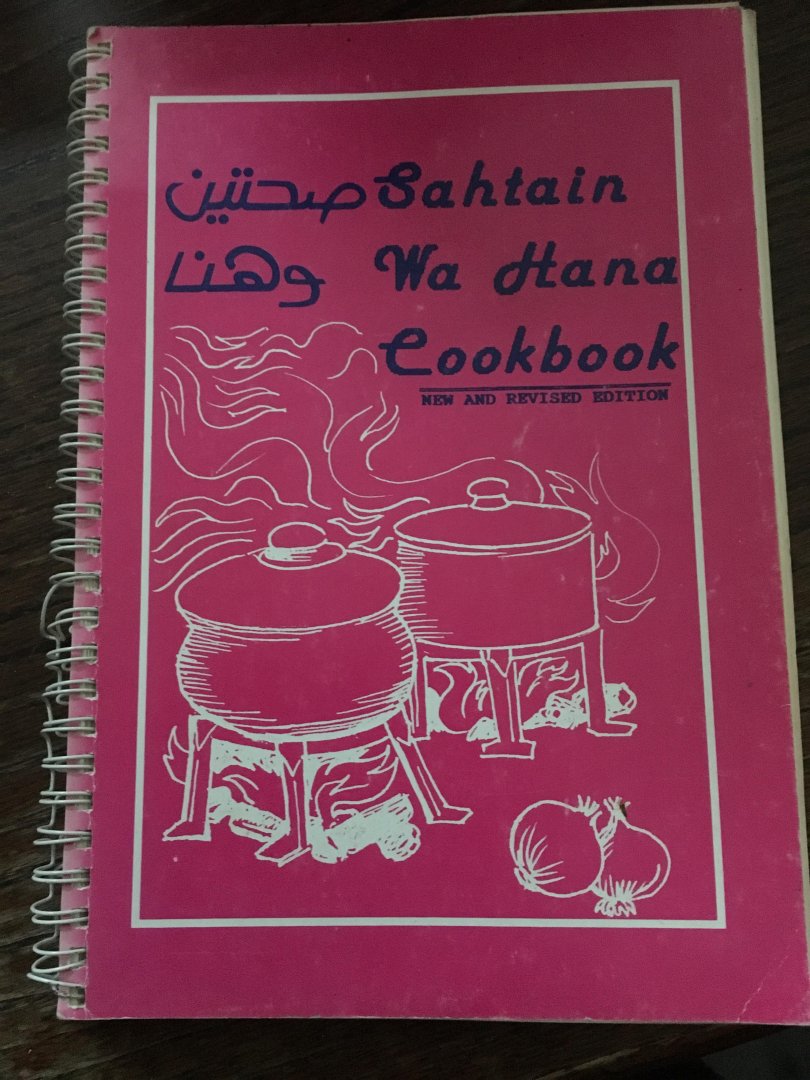 صحتين Sahtain
وهنا Wa Hana
Cookbook
NEW AND REVISED EDITION